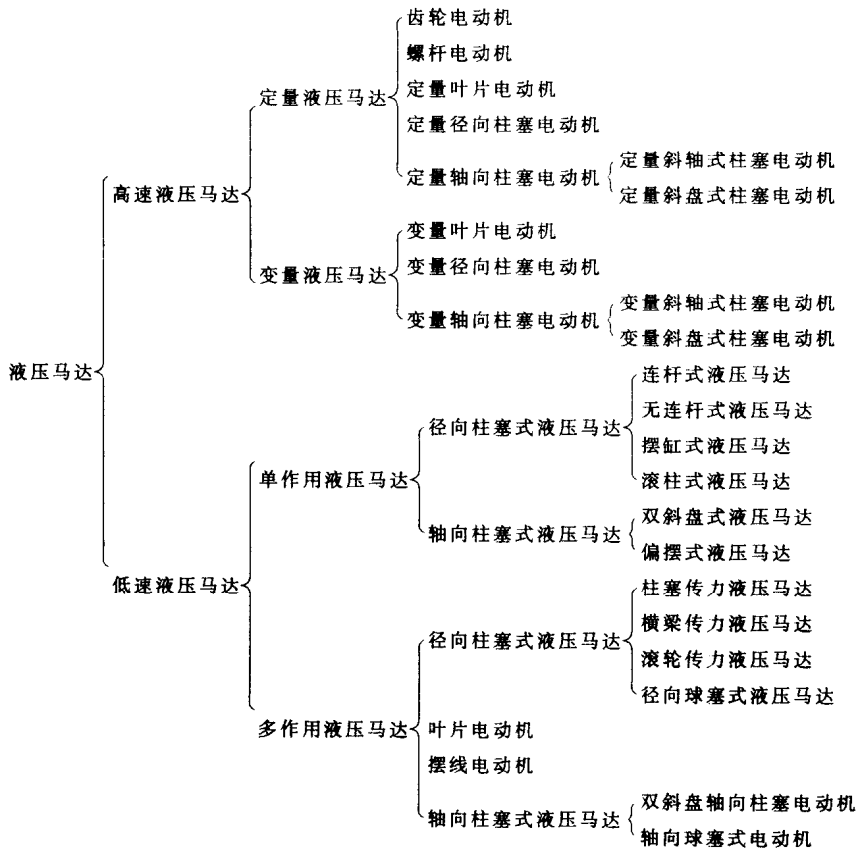 齿轮电动机
螺杆电动机
定量液压马达
定量叶片电动机
定量径向柱塞电动机
定量斜轴式柱塞电动机
定量轴向柱塞电动机
高速液压马达
定量斜盘式柱塞电动机
变量叶片电动机
变量液压马达
变量径向柱塞电动机
变量斜轴式柱塞电动机
变量轴向柱塞电动机
变量斜盘式柱塞电动机
液压马达
连杆式液压马达
径向柱塞式液压马达
无连杆式液压马达
摆缸式液压马达
单作用液压马达
滚柱式液压马达
双斜盘式液压马达
轴向柱塞式液压马达
偏摆式液压马达
低速液压马达
柱塞传力液压马达
横梁传力液压马达
径向柱塞式液压马达
滚轮传力液压马达
径向球塞式液压马达
多作用液压马达
叶片电动机
摆线电动机
双斜盘轴向柱塞电动机
轴向柱塞式液压马达
轴向球塞式电动机